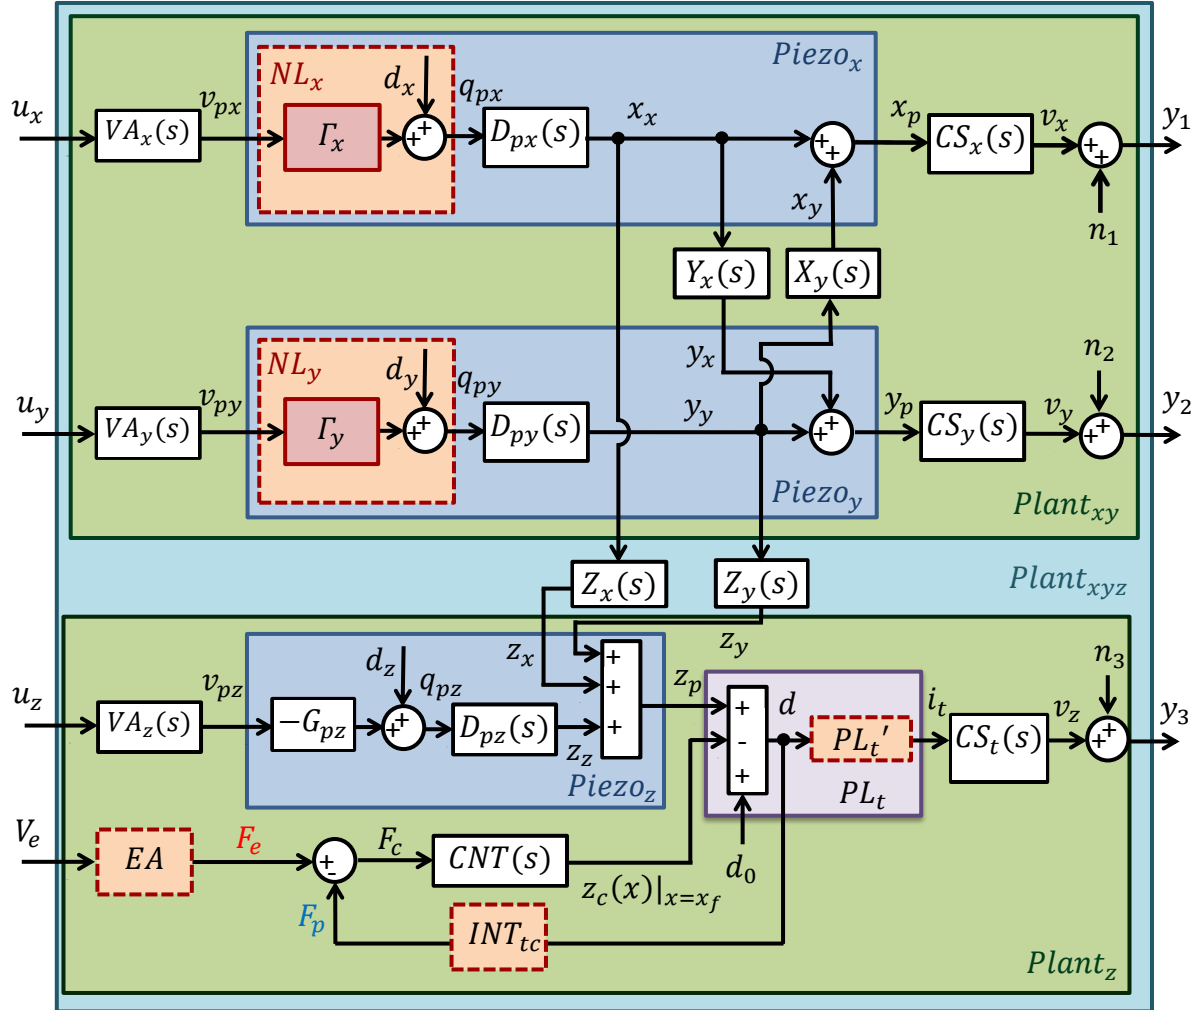 Piezo_x
NL_x
d_x
q_px
v_px
u_x
VA_x(s)
Γ_x
+
+
D_px(s)
x_x
+
+
x_p
CS_x(s)
v_x
+
+
y_1
x_y
n_1
Y_x(s)
X_y(s)
NL_y
d_y
q_py
y_x
n_2
v_py
u_y
VA_y(s)
Γ_y
+
+
D_py(s)
y_y
+
+
y_p
CS_y(s)
v_y
+
+
y_2
Piezo_y
Plant_xy
Z_x(s)
Z_y(s)
Plant_xyz
z_x
z_y
+
d_z
n_3
v_pz
q_pz
+
z_p
u_z
VA_z(s)
-G_pz
+
+
D_pz(s)
z_z
+
+
-
+
d
PL_t'
i_t
CS_t(s)
v_z
+
+
y_3
Piezo_z
PL_t
V_e
EA
F_e
+
-
F_c
CNT(s)
z_c(x)|_{x=x_f}
d_0
F_p
INT_tc
Plant_z